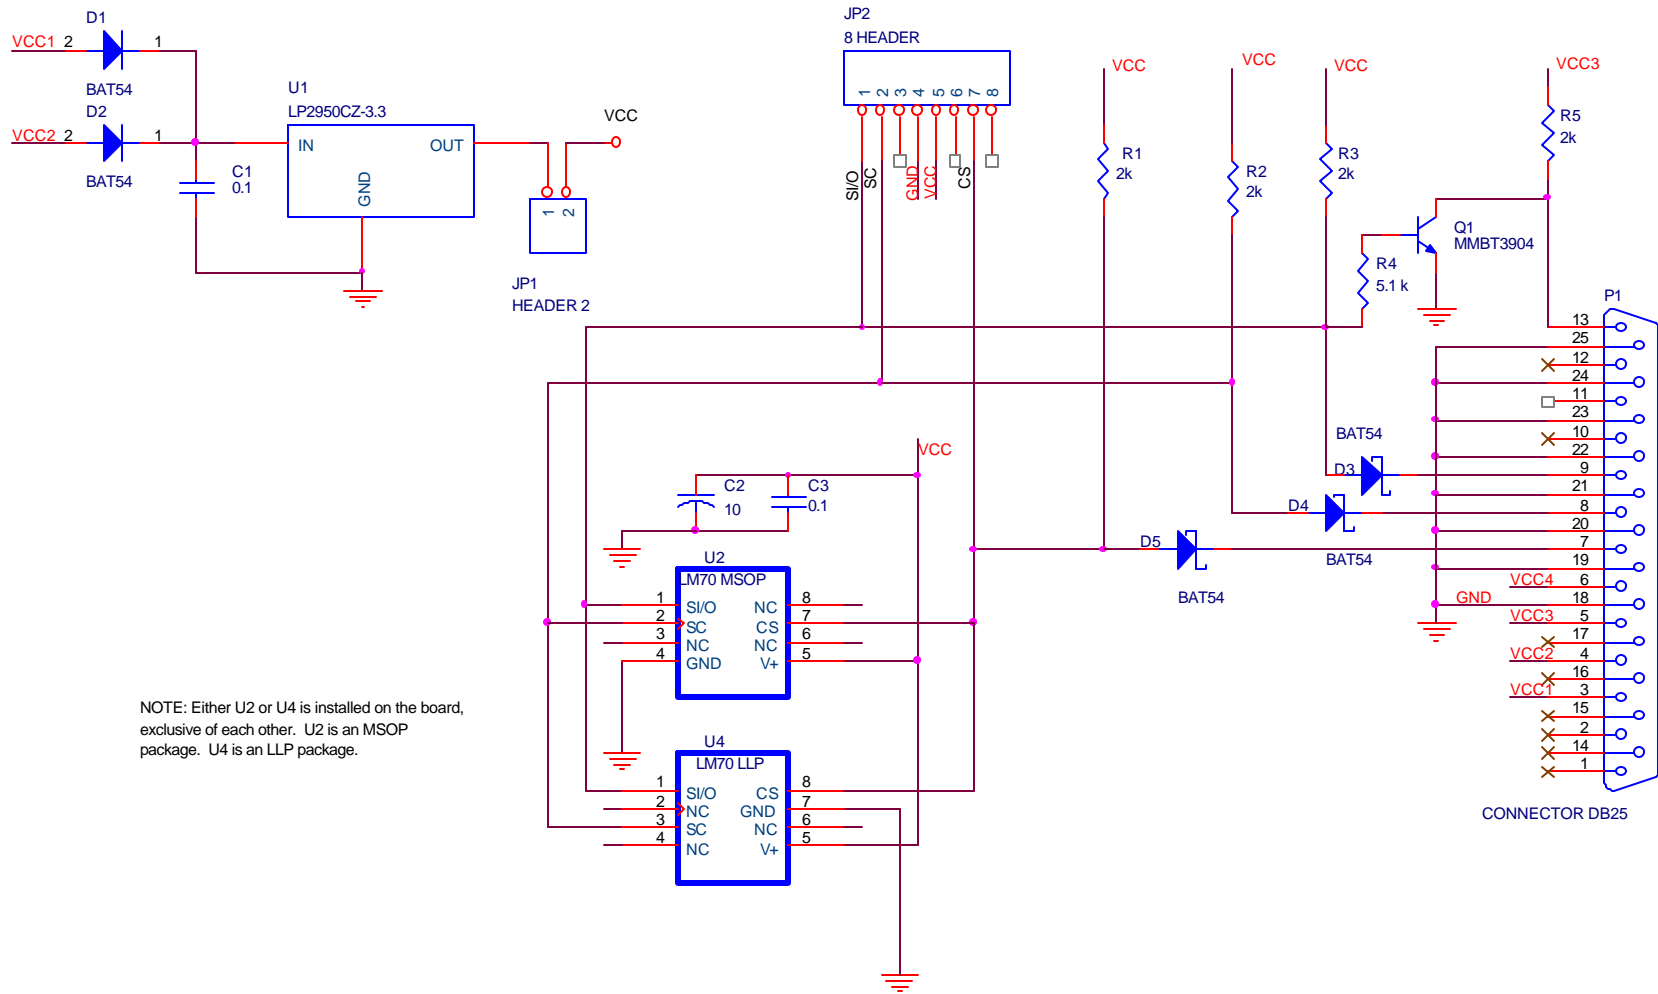 D1
VCC1 2 1
BAT54
D2
VCC2 2 1
BAT54
C1
0.1
U1
LP2950CZ-3.3
IN OUT
GND
VCC
1 2
JP1
HEADER 2
JP2
8 HEADER
1 2 3 4 5 6 7 8
SI/O
SC
GND
VCC
CS
VCC
R1
2k
VCC
R2
2k
VCC
R3
2k
VCC3
R5
2k
Q1
MMBT3904
R4
5.1 k
P1
13
25
12
24
11
23
10
22
9
21
8
20
7
19
VCC4 6
GND 18
VCC3 5
17
VCC2 4
16
VCC1 3
15
2
14
1
CONNECTOR DB25
BAT54
D3
D4
BAT54
D5
BAT54
VCC
C2
10
C3
0.1
U2
LM70 MSOP
1 SI/O NC 8
2 SC CS 7
3 NC NC 6
4 GND V+ 5
U4
LM70 LLP
1 SI/O CS 8
2 NC GND 7
3 SC NC 6
4 NC V+ 5
NOTE: Either U2 or U4 is installed on the board,
exclusive of each other. U2 is an MSOP
package. U4 is an LLP package.